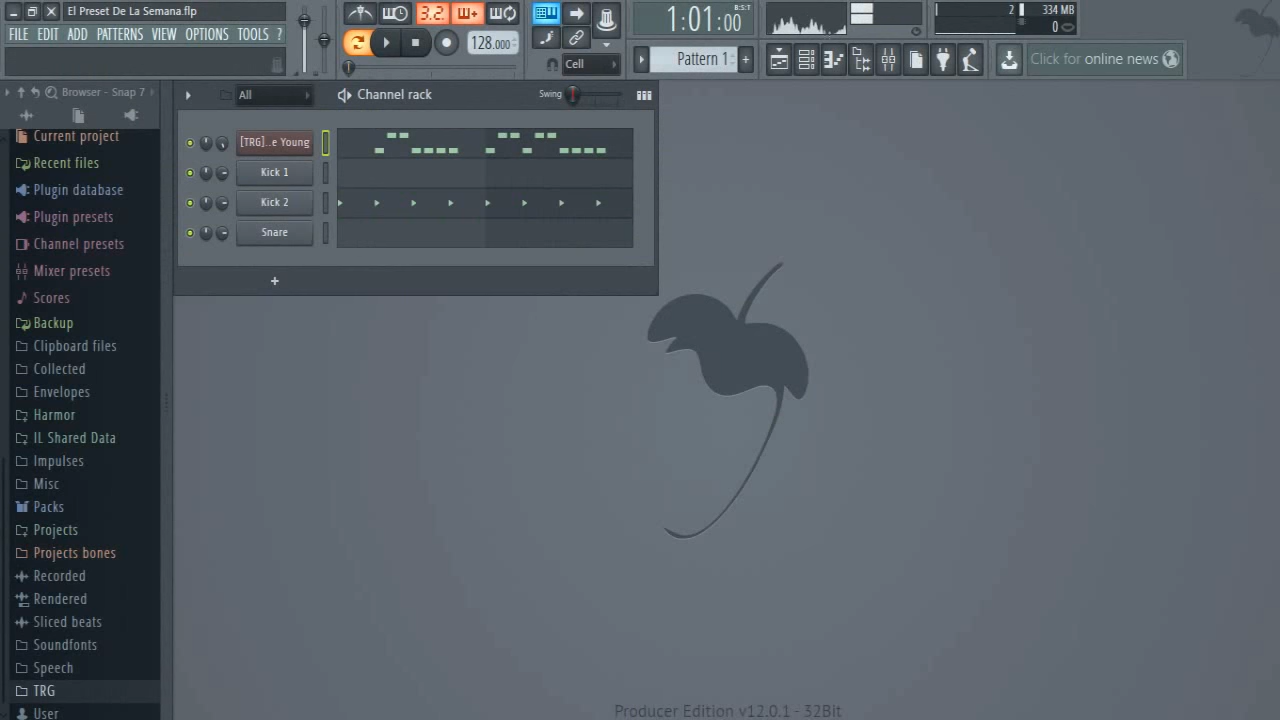 El Preset De La Semana.flp
FILE EDIT ADD PATTERNS VIEW OPTIONS TOOLS ?
3.2.
128.000
Cell
1:01:00
B:S:T
Pattern 1
2
334 MB
0
Click for online news
Browser - Snap 7
All
Channel rack
Swing
Current project
Recent files
Plugin database
Plugin presets
Channel presets
Mixer presets
Scores
Backup
Clipboard files
Collected
Envelopes
Harmor
IL Shared Data
Impulses
Misc
Packs
Projects
Projects bones
Recorded
Rendered
Sliced beats
Soundfonts
Speech
TRG
User
[TRG]..e Young
Kick 1
Kick 2
Snare
+
Producer Edition v12.0.1 - 32Bit